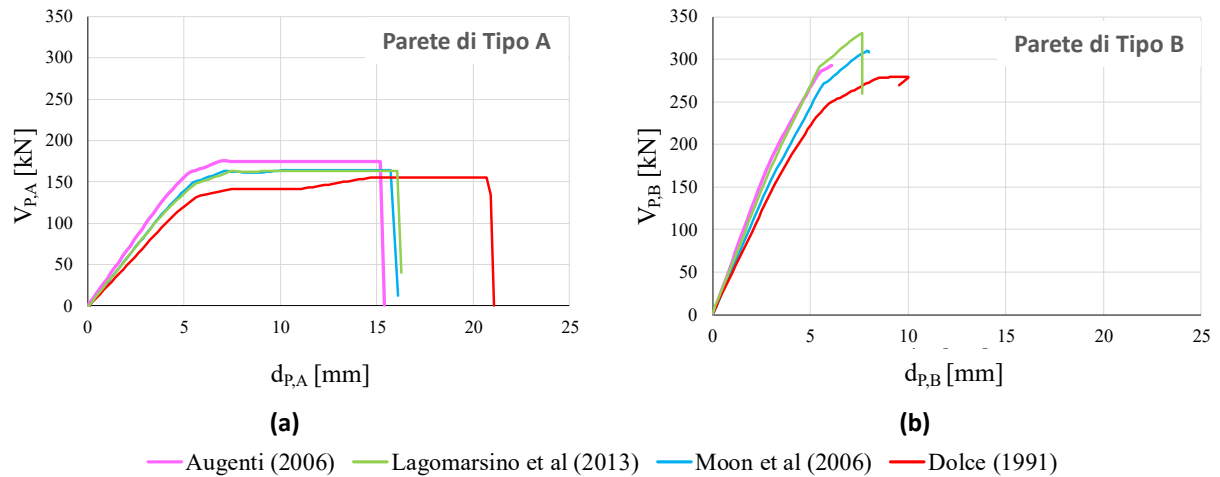 Parete di Tipo A
V_P,A [kN]
350
300
250
200
150
100
50
0
0 5 10 15 20 25
d_P,A [mm]
(a)
Parete di Tipo B
V_P,B [kN]
350
300
250
200
150
100
50
0
0 5 10 15 20 25
d_P,B [mm]
(b)
Augenti (2006) Lagomarsino et al (2013) Moon et al (2006) Dolce (1991)